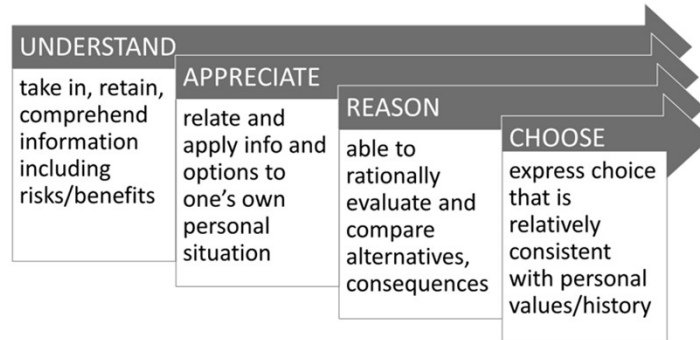 UNDERSTAND
take in, retain,
comprehend
information
including
risks/benefits
APPRECIATE
relate and
apply info and
options to
one's own
personal
situation
REASON
able to
rationally
evaluate and
compare
alternatives,
consequences
CHOOSE
express choice
that is
relatively
consistent
with personal
values/history